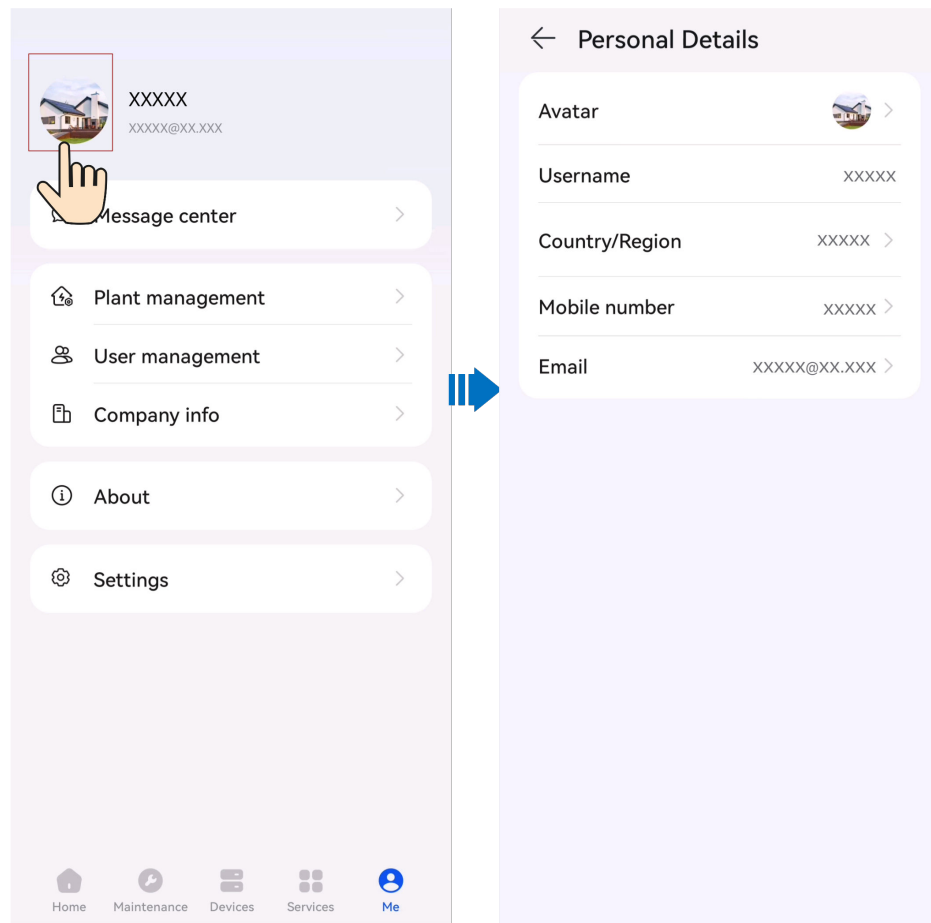 XXXXX
XXXXX@XX.XXX
Message center
Plant management
User management
Company info
About
Settings
Home
Maintenance
Devices
Services
Me
Personal Details
Avatar
Username XXXXX
Country/Region XXXXX
Mobile number XXXXX
Email XXXXX@XX.XXX